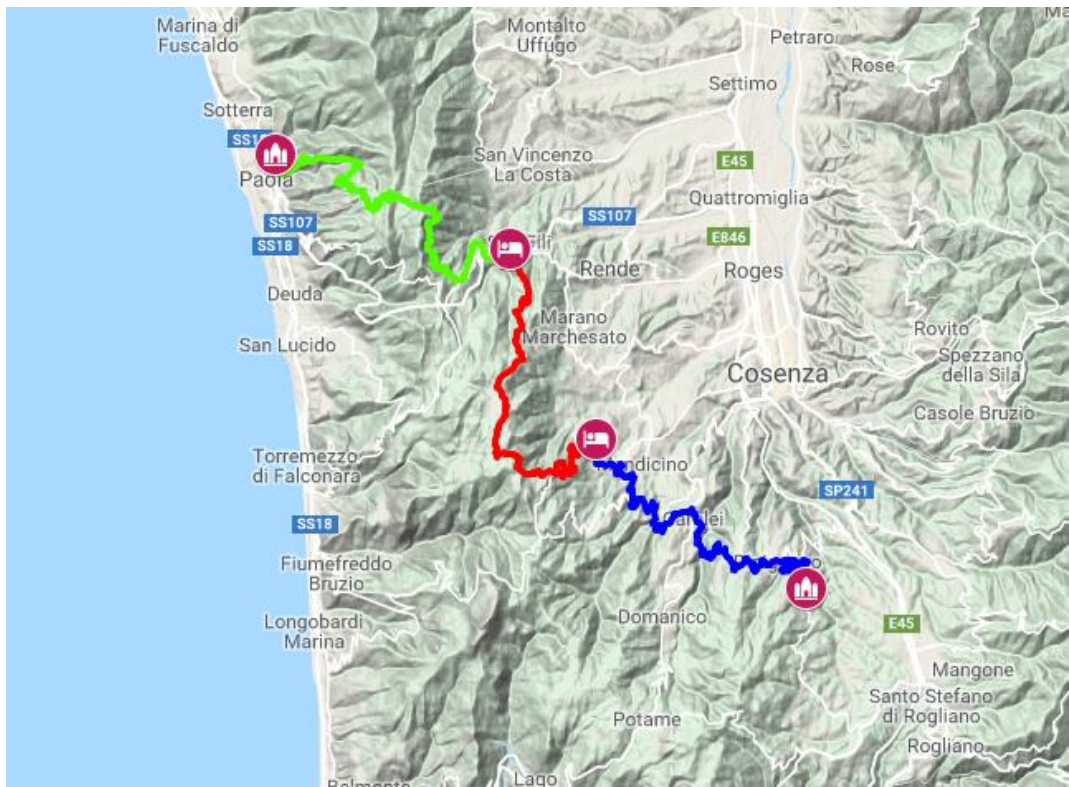 Marina di
Fuscaldo
Montalto
Uffugo
Petraro
Rose
Settimo
Sotterra
Paola
San Vincenzo
La Costa
E45
Quattromiglia
SS107
SS18
SS107
E846
Rende
Roges
Deuda
Marano
Marchesato
San Lucido
Rovito
Spezzano
della Sila
Cosenza
Casole Bruzio
Torremezzo
di Falconara
SP241
SS18
Fiumefreddo
Bruzio
Domanico
Longobardi
Marina
E45
Mangone
Santo Stefano
di Rogliano
Potame
Rogliano
Lago